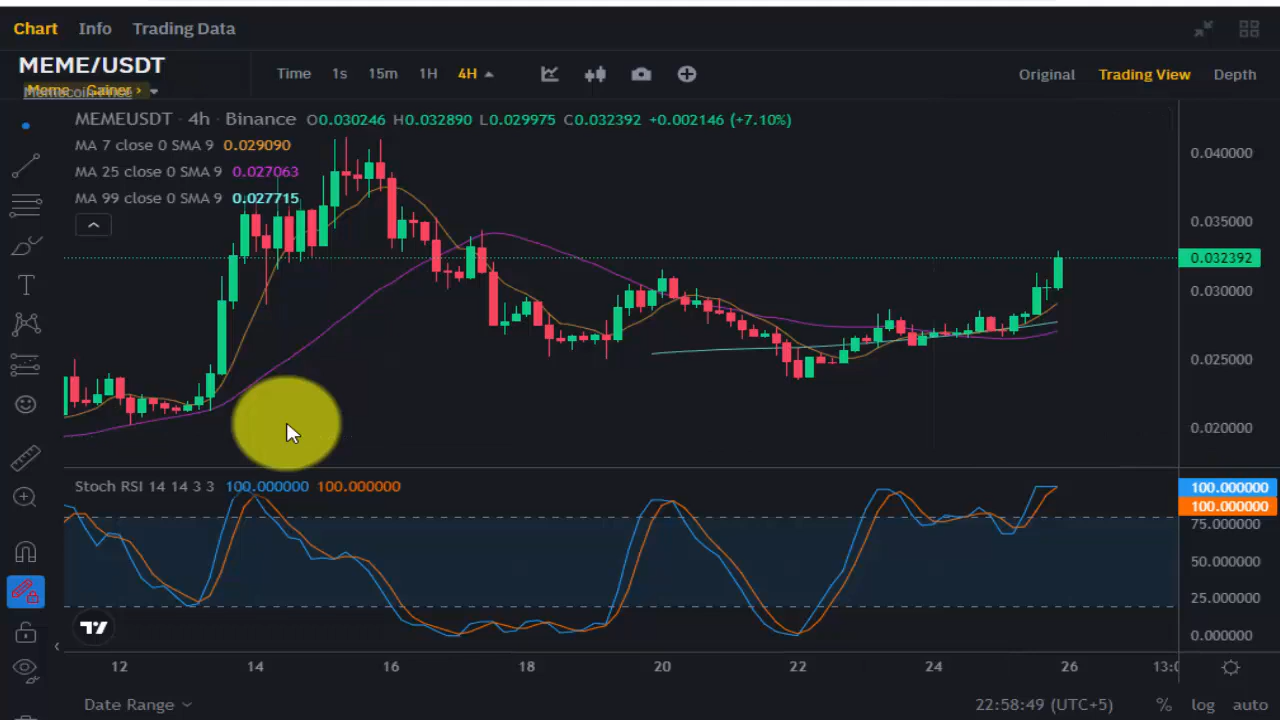 Chart Info Trading Data
MEME/USDT
Meme Gainer ›
Memecoin Price
Time 1s 15m 1H 4H
Original Trading View Depth
MEMEUSDT · 4h · Binance O0.030246 H0.032890 L0.029975 C0.032392 +0.002146 (+7.10%)
MA 7 close 0 SMA 9 0.029090
MA 25 close 0 SMA 9 0.027063
MA 99 close 0 SMA 9 0.027715
0.040000
0.035000
0.032392
0.030000
0.025000
0.020000
Stoch RSI 14 14 3 3 100.000000 100.000000
100.000000
100.000000
75.000000
50.000000
25.000000
0.000000
12 14 16 18 20 22 24 26
Date Range
22:58:49 (UTC+5) % log auto